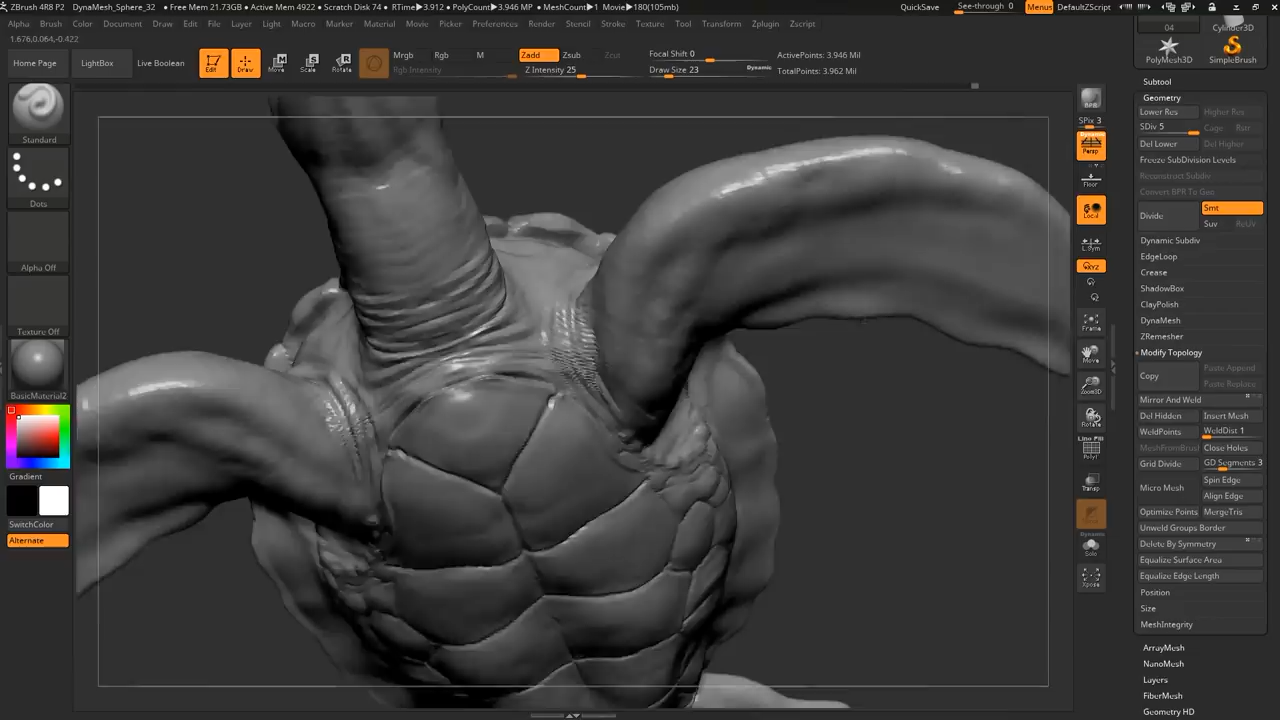 ZBrush 4R8 P2 DynaMesh_Sphere_32 • Free Mem 21.73GB • Active Mem 4922 • Scratch Disk 74 • RTime▶3.912 • PolyCount▶3.946 MP • MeshCount▶1 Movie▶180(105mb) QuickSave See-through 0 Menus DefaultZScript
Alpha Brush Color Document Draw Edit File Layer Light Macro Marker Material Movie Picker Preferences Render Stencil Stroke Texture Tool Transform Zplugin Zscript
1.676,0.064,-0.422
Home Page LightBox Live Boolean Edit Draw Move Scale Rotate
Mrgb Rgb M
Rgb Intensity
Zadd Zsub Zcut
Z Intensity 25
Focal Shift 0
Draw Size 23 Dynamic
ActivePoints: 3.946 Mil
TotalPoints: 3.962 Mil
Standard
Dots
Alpha Off
Texture Off
BasicMaterial2
Gradient
SwitchColor
Alternate
BPR
SPix 3
Dynamic
Persp
Floor
Local
L.Sym
XYZ
Frame
Move
Zoom3D
Rotate
Line Fill
PolyF
Transp
Dynamic
Solo
Xpose
04 Cylinder3D
PolyMesh3D SimpleBrush
Subtool
Geometry
Lower Res Higher Res
SDiv 5 Cage Rstr
Del Lower Del Higher
Freeze SubDivision Levels
Reconstruct Subdiv
Convert BPR To Geo
Divide Smt
Suv ReUV
Dynamic Subdiv
EdgeLoop
Crease
ShadowBox
ClayPolish
DynaMesh
ZRemesher
Modify Topology
Copy Paste Append
Paste Replace
Mirror And Weld
Del Hidden Insert Mesh
WeldPoints WeldDist 1
MeshFromBrush Close Holes
Grid Divide GD Segments 3
Micro Mesh Spin Edge
Align Edge
Optimize Points MergeTris
Unweld Groups Border
Delete By Symmetry
Equalize Surface Area
Equalize Edge Length
Position
Size
MeshIntegrity
ArrayMesh
NanoMesh
Layers
FiberMesh
Geometry HD